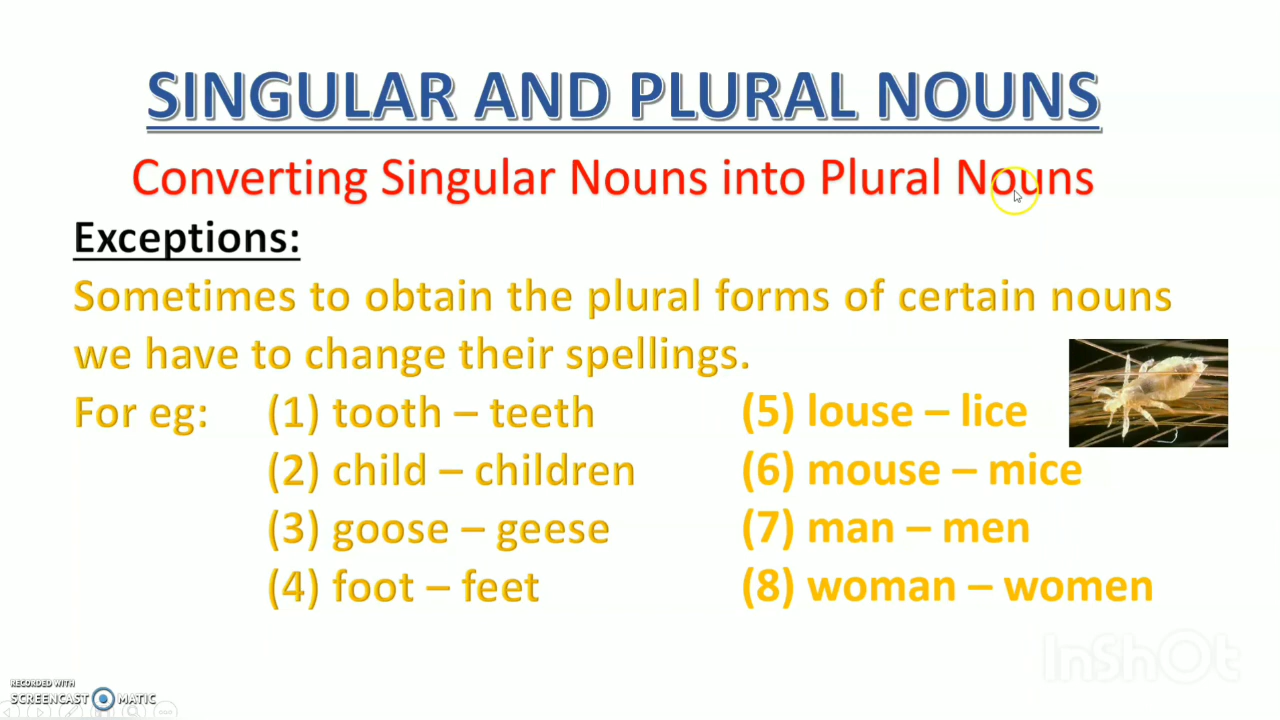 SINGULAR AND PLURAL NOUNS
Converting Singular Nouns into Plural Nouns
Exceptions:
Sometimes to obtain the plural forms of certain nouns
we have to change their spellings.
For eg: (1) tooth – teeth
(2) child – children
(3) goose – geese
(4) foot – feet
(5) louse – lice
(6) mouse – mice
(7) man – men
(8) woman – women
InShOt
RECORDED WITH
SCREENCAST MATIC